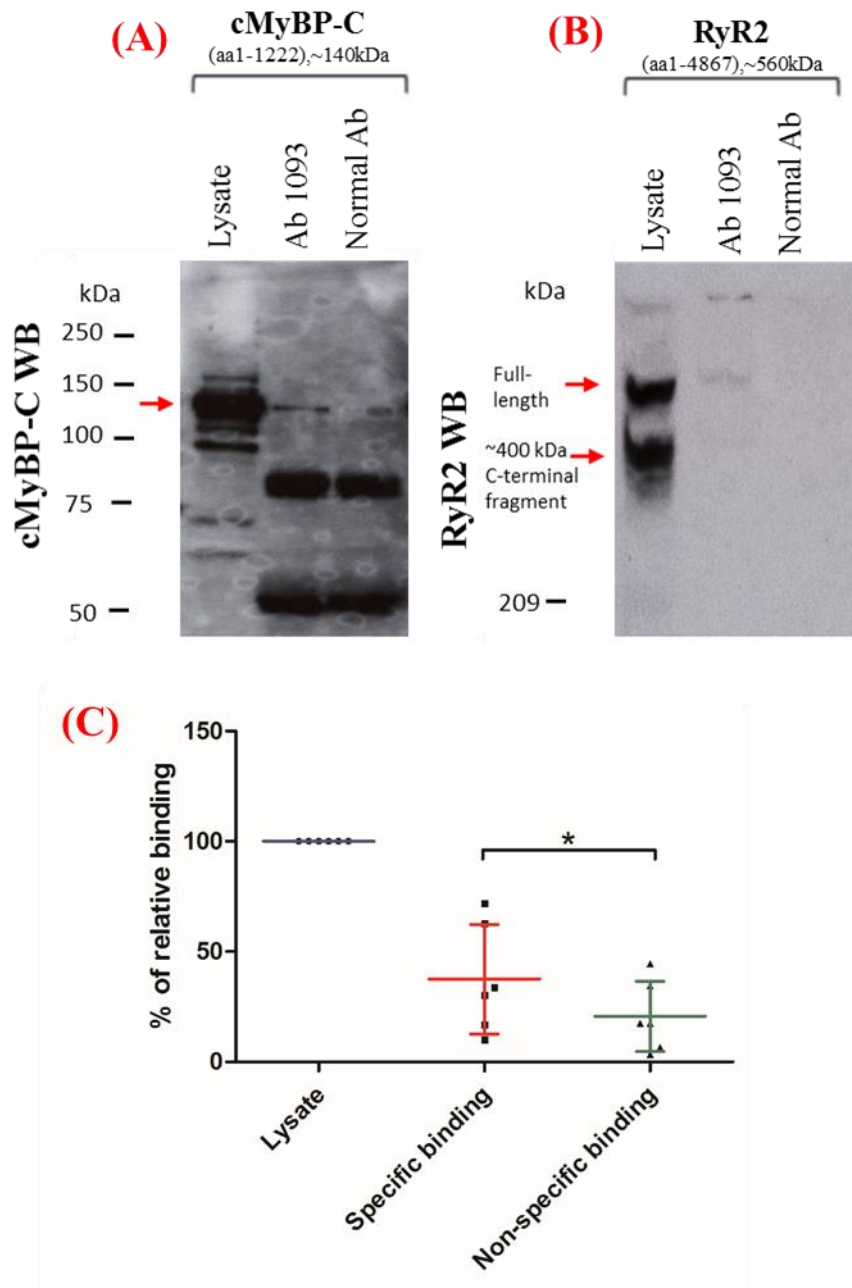 (A)
cMyBP-C
(aa1-1222),~140kDa
Lysate
Ab 1093
Normal Ab
kDa
250
150
100
75
50
cMyBP-C WB
(B)
RyR2
(aa1-4867),~560kDa
Lysate
Ab 1093
Normal Ab
kDa
Full-
length
~400 kDa
C-terminal
fragment
209
RyR2 WB
(C)
150
100
50
0
% of relative binding
*
Lysate
Specific binding
Non-specific binding